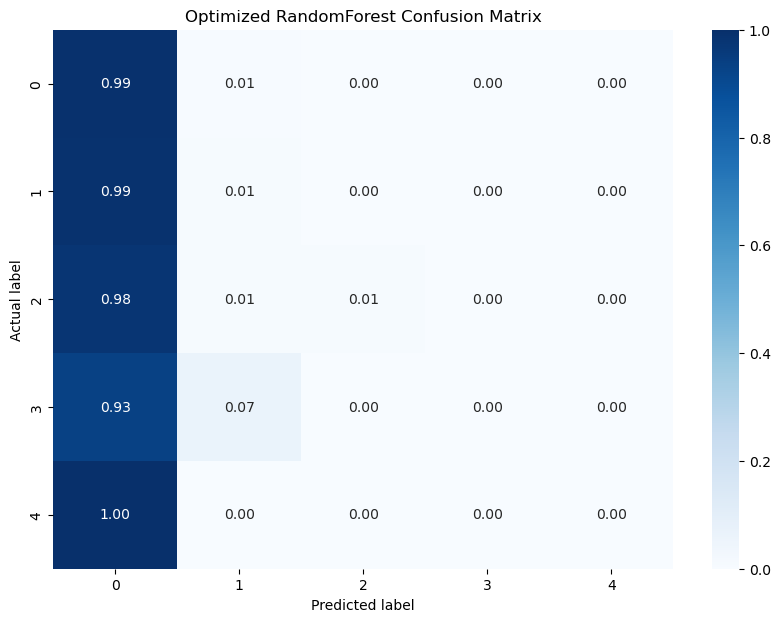 Optimized RandomForest Confusion Matrix
0 0.99 0.01 0.00 0.00 0.00
1 0.99 0.01 0.00 0.00 0.00
2 0.98 0.01 0.01 0.00 0.00
3 0.93 0.07 0.00 0.00 0.00
4 1.00 0.00 0.00 0.00 0.00
0 1 2 3 4
Predicted label
Actual label
1.0
0.8
0.6
0.4
0.2
0.0